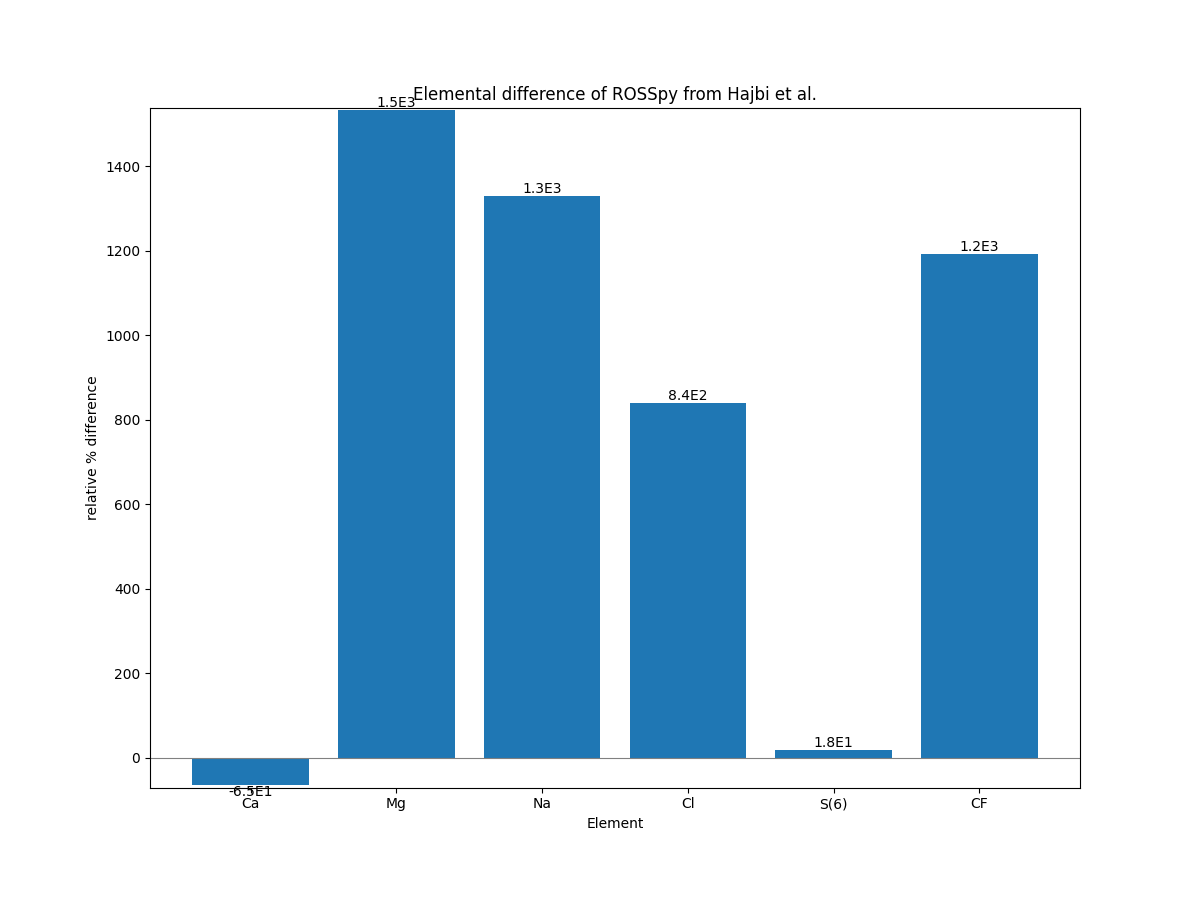 Elemental difference of ROSSpy from Hajbi et al.
1.5E3
1.3E3
1.2E3
8.4E2
1.8E1
-6.5E1
relative % difference
1400
1200
1000
800
600
400
200
0
Ca Mg Na Cl S(6) CF
Element